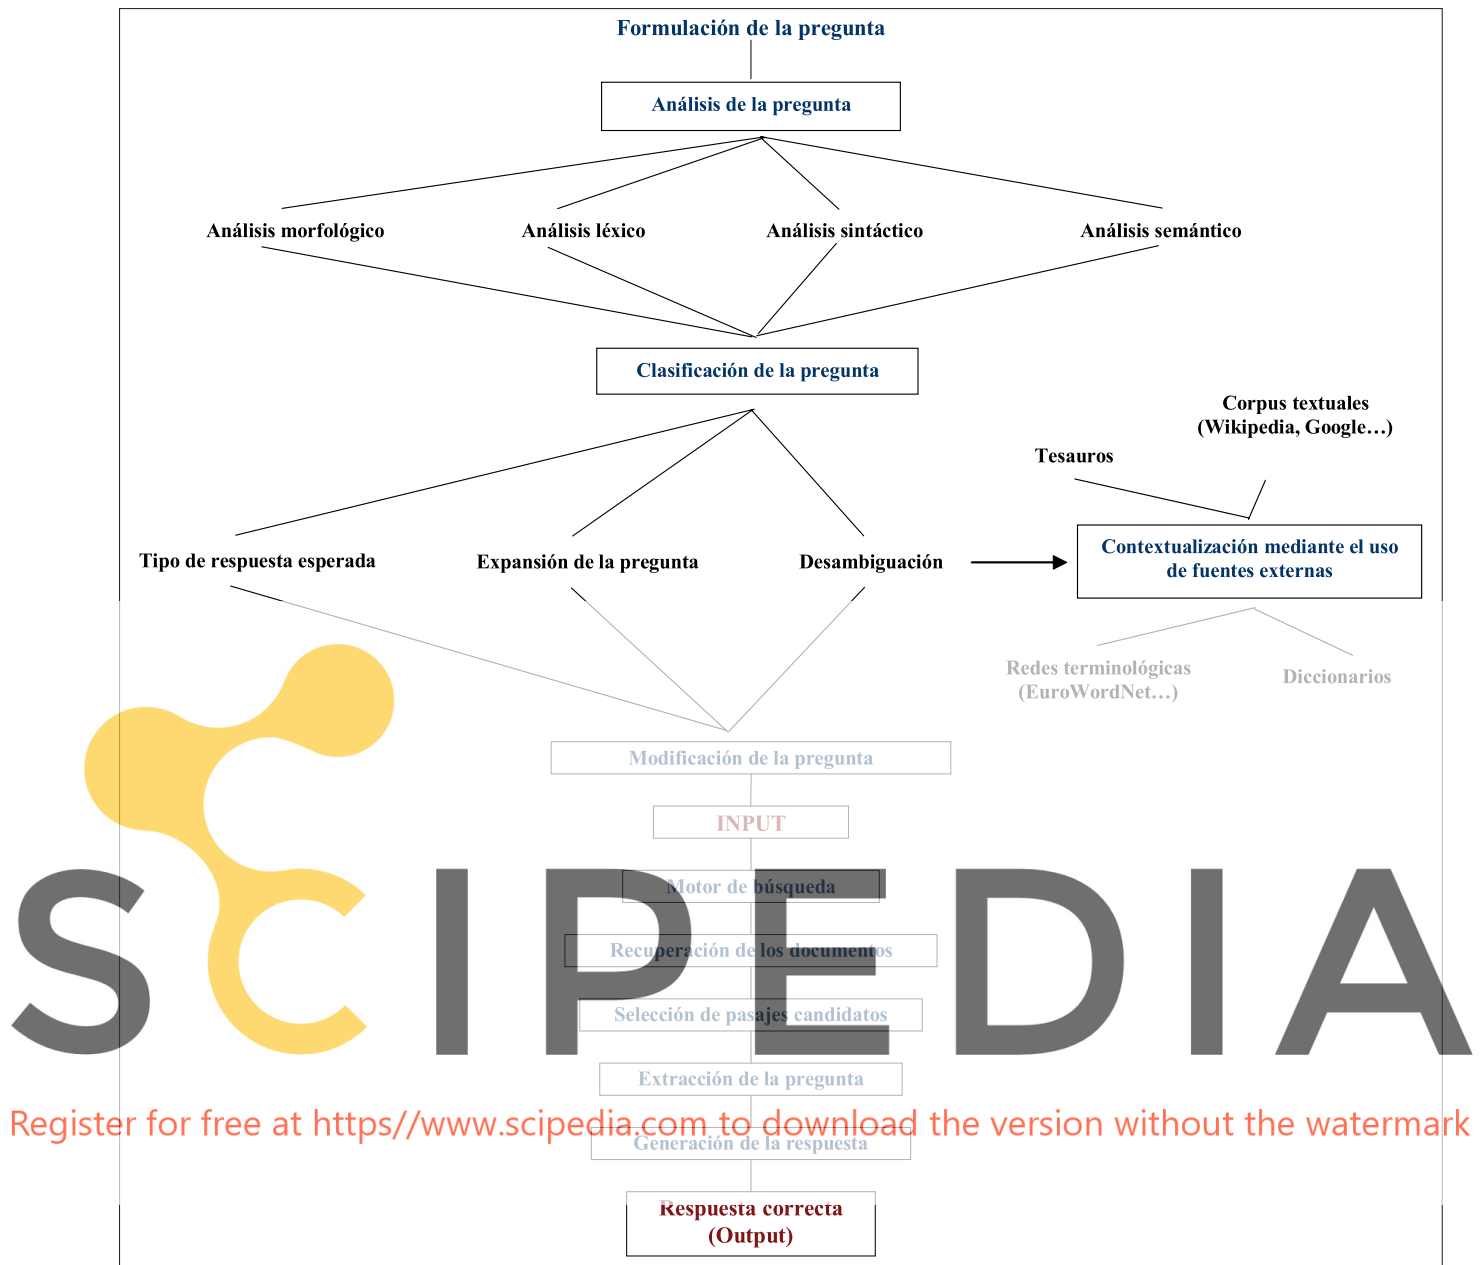 Formulación de la pregunta
Análisis de la pregunta
Análisis morfológico
Análisis léxico
Análisis sintáctico
Análisis semántico
Clasificación de la pregunta
Corpus textuales
(Wikipedia, Google…)
Tesauros
Contextualización mediante el uso
de fuentes externas
Tipo de respuesta esperada
Expansión de la pregunta
Desambiguación
Redes terminológicas
(EuroWordNet…)
Diccionarios
Modificación de la pregunta
INPUT
Motor de búsqueda
Recuperación de los documentos
Selección de pasajes candidatos
SCIPEDIA
Extracción de la pregunta
Register for free at https//www.scipedia.com to download the version without the watermark
Generación de la respuesta
Respuesta correcta
(Output)